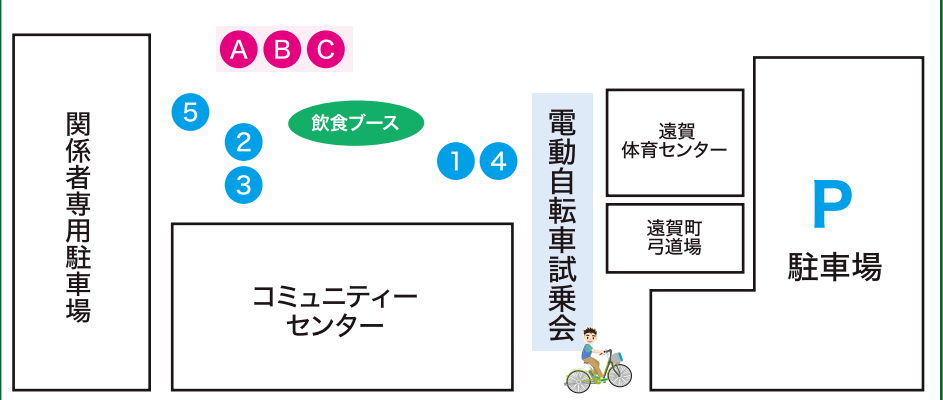 A B C
5
2
3
飲食ブース
1 4
関係者専用駐車場
コミュニティー
センター
電動自転車試乗会
遠賀
体育センター
遠賀町
弓道場
P
駐車場